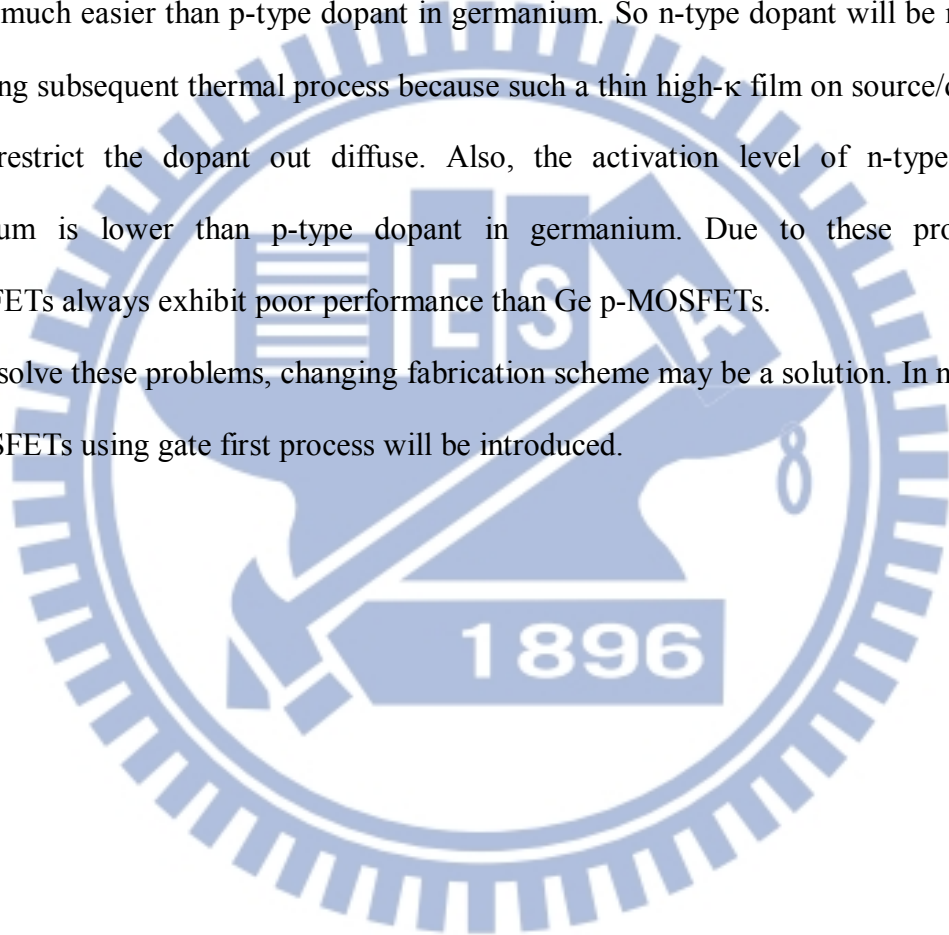 much easier than p-type dopant in germanium. So n-type dopant will be
ng subsequent thermal process because such a thin high-κ film on source/
restrict the dopant out diffuse. Also, the activation level of n-type
um is lower than p-type dopant in germanium. Due to these pro
FETs always exhibit poor performance than Ge p-MOSFETs.
solve these problems, changing fabrication scheme may be a solution. In
SFETs using gate first process will be introduced.
ESA
8
1896